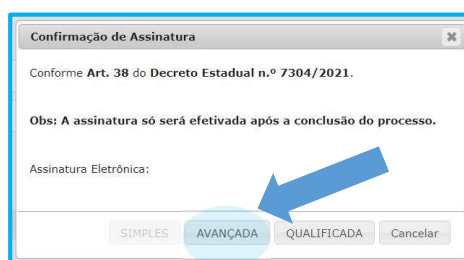 Confirmação de Assinatura
Conforme Art. 38 do Decreto Estadual n.º 7304/2021.
Obs: A assinatura só será efetivada após a conclusão do processo.
Assinatura Eletrônica:
SIMPLES AVANÇADA QUALIFICADA Cancelar